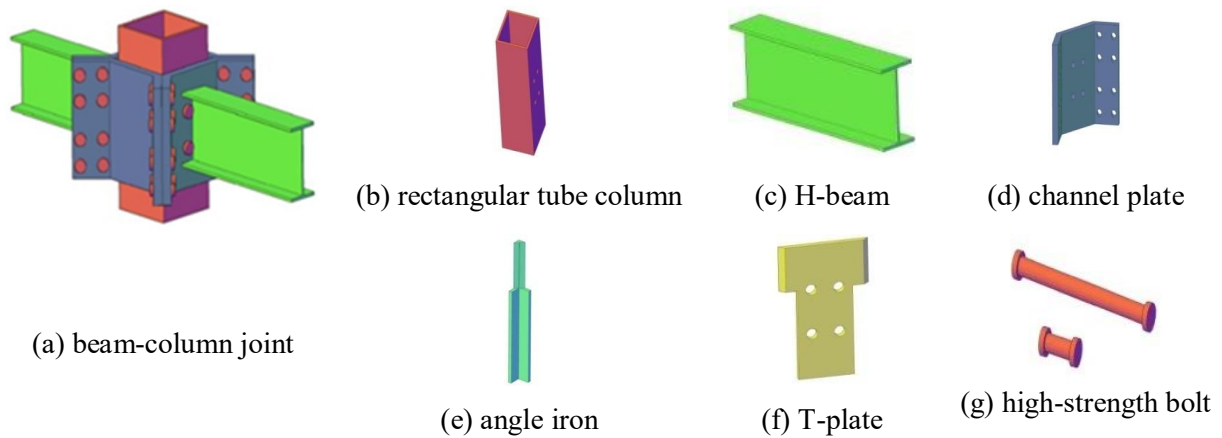 (b) rectangular tube column
(c) H-beam
(d) channel plate
(a) beam-column joint
(e) angle iron
(f) T-plate
(g) high-strength bolt